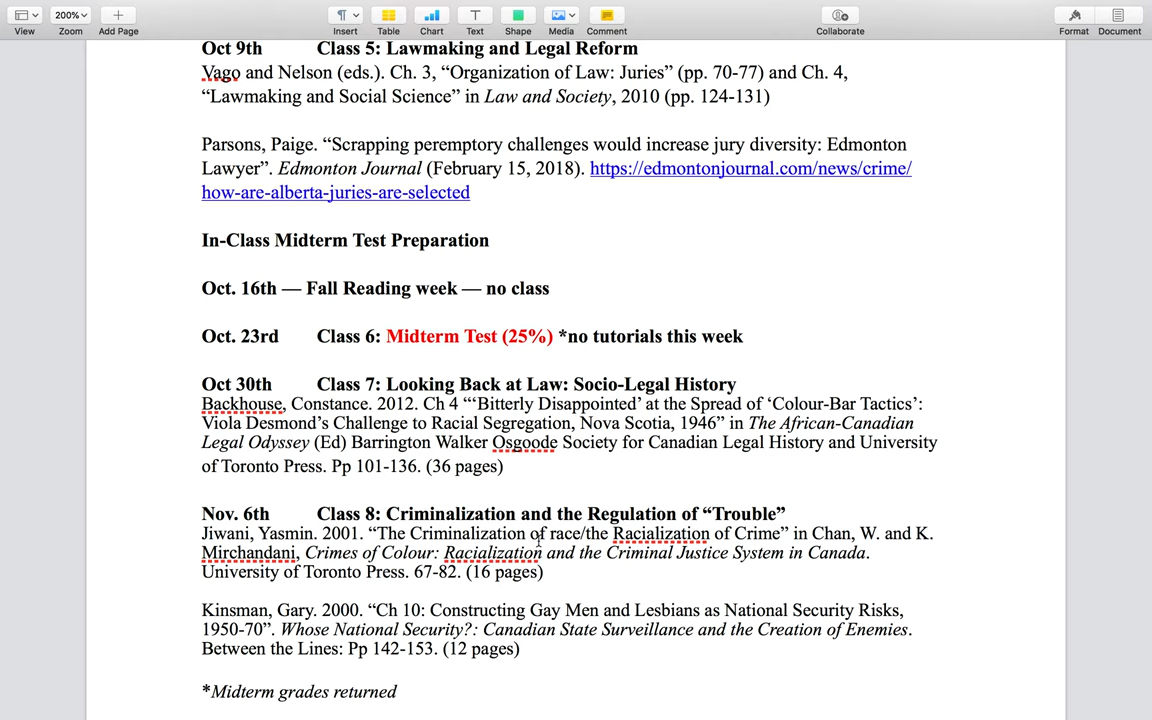 200%
View
Zoom
Add Page
Insert
Table
Chart
Text
Shape
Media
Comment
Collaborate
Format
Document
Oct 9th Class 5: Lawmaking and Legal Reform
Vago and Nelson (eds.). Ch. 3, “Organization of Law: Juries” (pp. 70-77) and Ch. 4,
“Lawmaking and Social Science” in Law and Society, 2010 (pp. 124-131)
Parsons, Paige. “Scrapping peremptory challenges would increase jury diversity: Edmonton
Lawyer”. Edmonton Journal (February 15, 2018). https://edmontonjournal.com/news/crime/
how-are-alberta-juries-are-selected
In-Class Midterm Test Preparation
Oct. 16th — Fall Reading week — no class
Oct. 23rd Class 6: Midterm Test (25%) *no tutorials this week
Oct 30th Class 7: Looking Back at Law: Socio-Legal History
Backhouse, Constance. 2012. Ch 4 “‘Bitterly Disappointed’ at the Spread of ‘Colour-Bar Tactics’:
Viola Desmond’s Challenge to Racial Segregation, Nova Scotia, 1946” in The African-Canadian
Legal Odyssey (Ed) Barrington Walker Osgoode Society for Canadian Legal History and University
of Toronto Press. Pp 101-136. (36 pages)
Nov. 6th Class 8: Criminalization and the Regulation of “Trouble”
Jiwani, Yasmin. 2001. “The Criminalization of race/the Racialization of Crime” in Chan, W. and K.
Mirchandani, Crimes of Colour: Racialization and the Criminal Justice System in Canada.
University of Toronto Press. 67-82. (16 pages)
Kinsman, Gary. 2000. “Ch 10: Constructing Gay Men and Lesbians as National Security Risks,
1950-70”. Whose National Security?: Canadian State Surveillance and the Creation of Enemies.
Between the Lines: Pp 142-153. (12 pages)
*Midterm grades returned